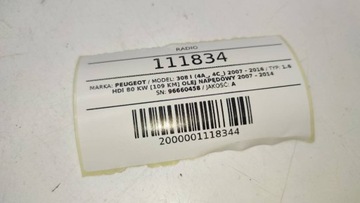 RADIO
111834
MARKA: PEUGEOT / MODEL: 308 I (4A_, 4C_) 2007 - 2016 / TYP: 1.6
HDI 80 KW [109 KM] OLEJ NAPĘDOWY 2007 - 2014
SN: 96660458 / JAKOŚĆ: A
2000001118344